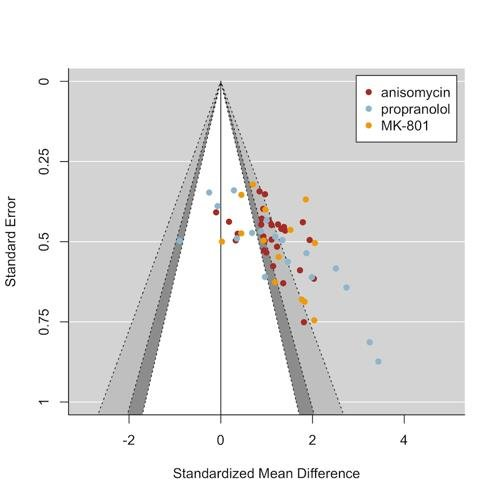 anisomycin
propranolol
MK-801
0
0.25
0.5
0.75
1
Standard Error
-2 0 2 4
Standardized Mean Difference